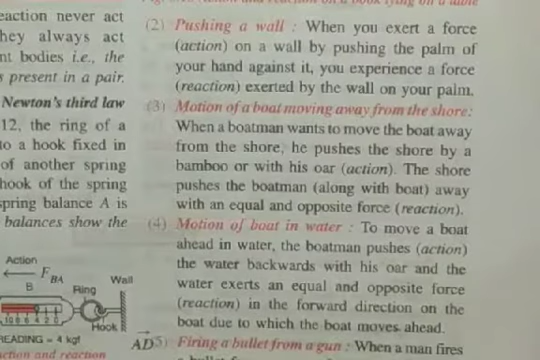 eaction never act
hey always act
nt bodies i.e., the
s present in a pair.
Newton's third law
12, the ring of a
to a hook fixed in
of another spring
hook of the spring
spring balance A is
balances show the
Action
F BA
B
Ring
Wall
Hook
READING = 4 kgf
action and reaction
(2) Pushing a wall : When you exert a force
(action) on a wall by pushing the palm of
your hand against it, you experience a force
(reaction) exerted by the wall on your palm.
(3) Motion of a boat moving away from the shore:
When a boatman wants to move the boat away
from the shore, he pushes the shore by a
bamboo or with his oar (action). The shore
pushes the boatman (along with boat) away
with an equal and opposite force (reaction).
(4) Motion of boat in water : To move a boat
ahead in water, the boatman pushes (action)
the water backwards with his oar and the
water exerts an equal and opposite force
(reaction) in the forward direction on the
boat due to which the boat moves ahead.
AD
5) Firing a bullet from a gun : When a man fires